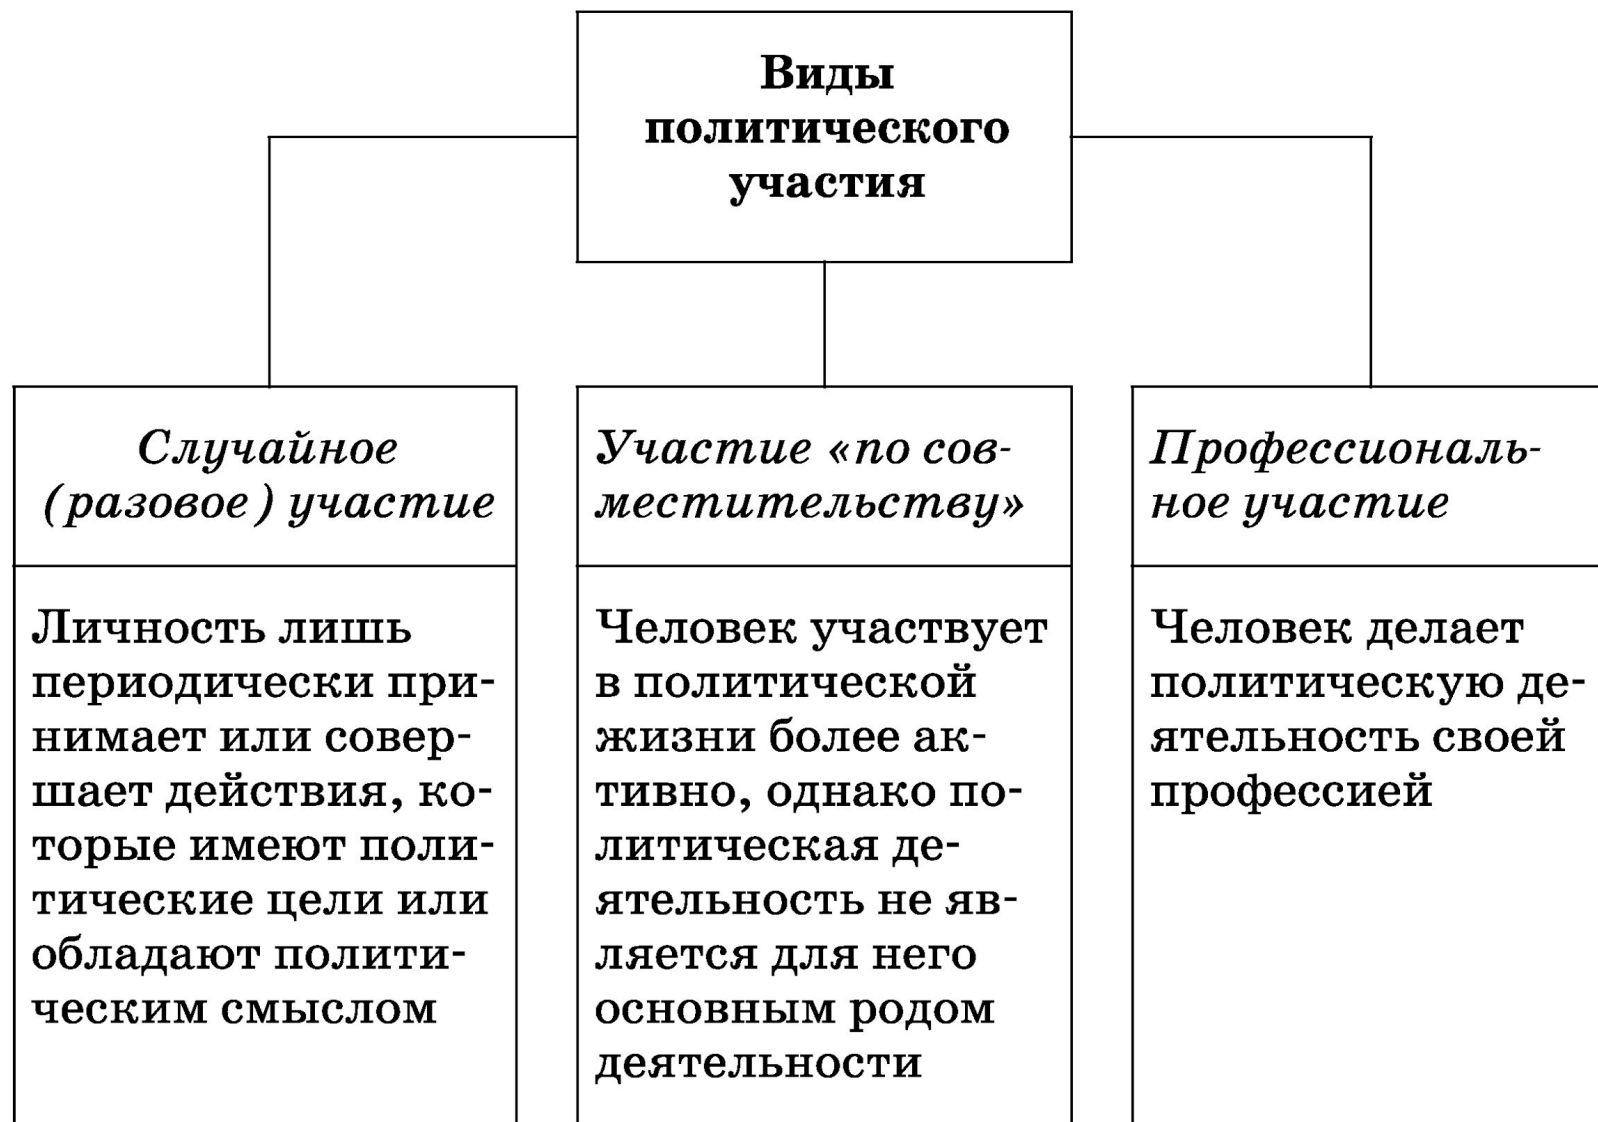 Виды
политического
участия
Случайное
(разовое) участие
Личность лишь
периодически при-
нимает или совер-
шает действия, ко-
торые имеют поли-
тические цели или
обладают полити-
ческим смыслом
Участие «по сов-
местительству»
Человек участвует
в политической
жизни более ак-
тивно, однако по-
литическая де-
ятельность не яв-
ляется для него
основным родом
деятельности
Профессиональ-
ное участие
Человек делает
политическую де-
ятельность своей
профессией